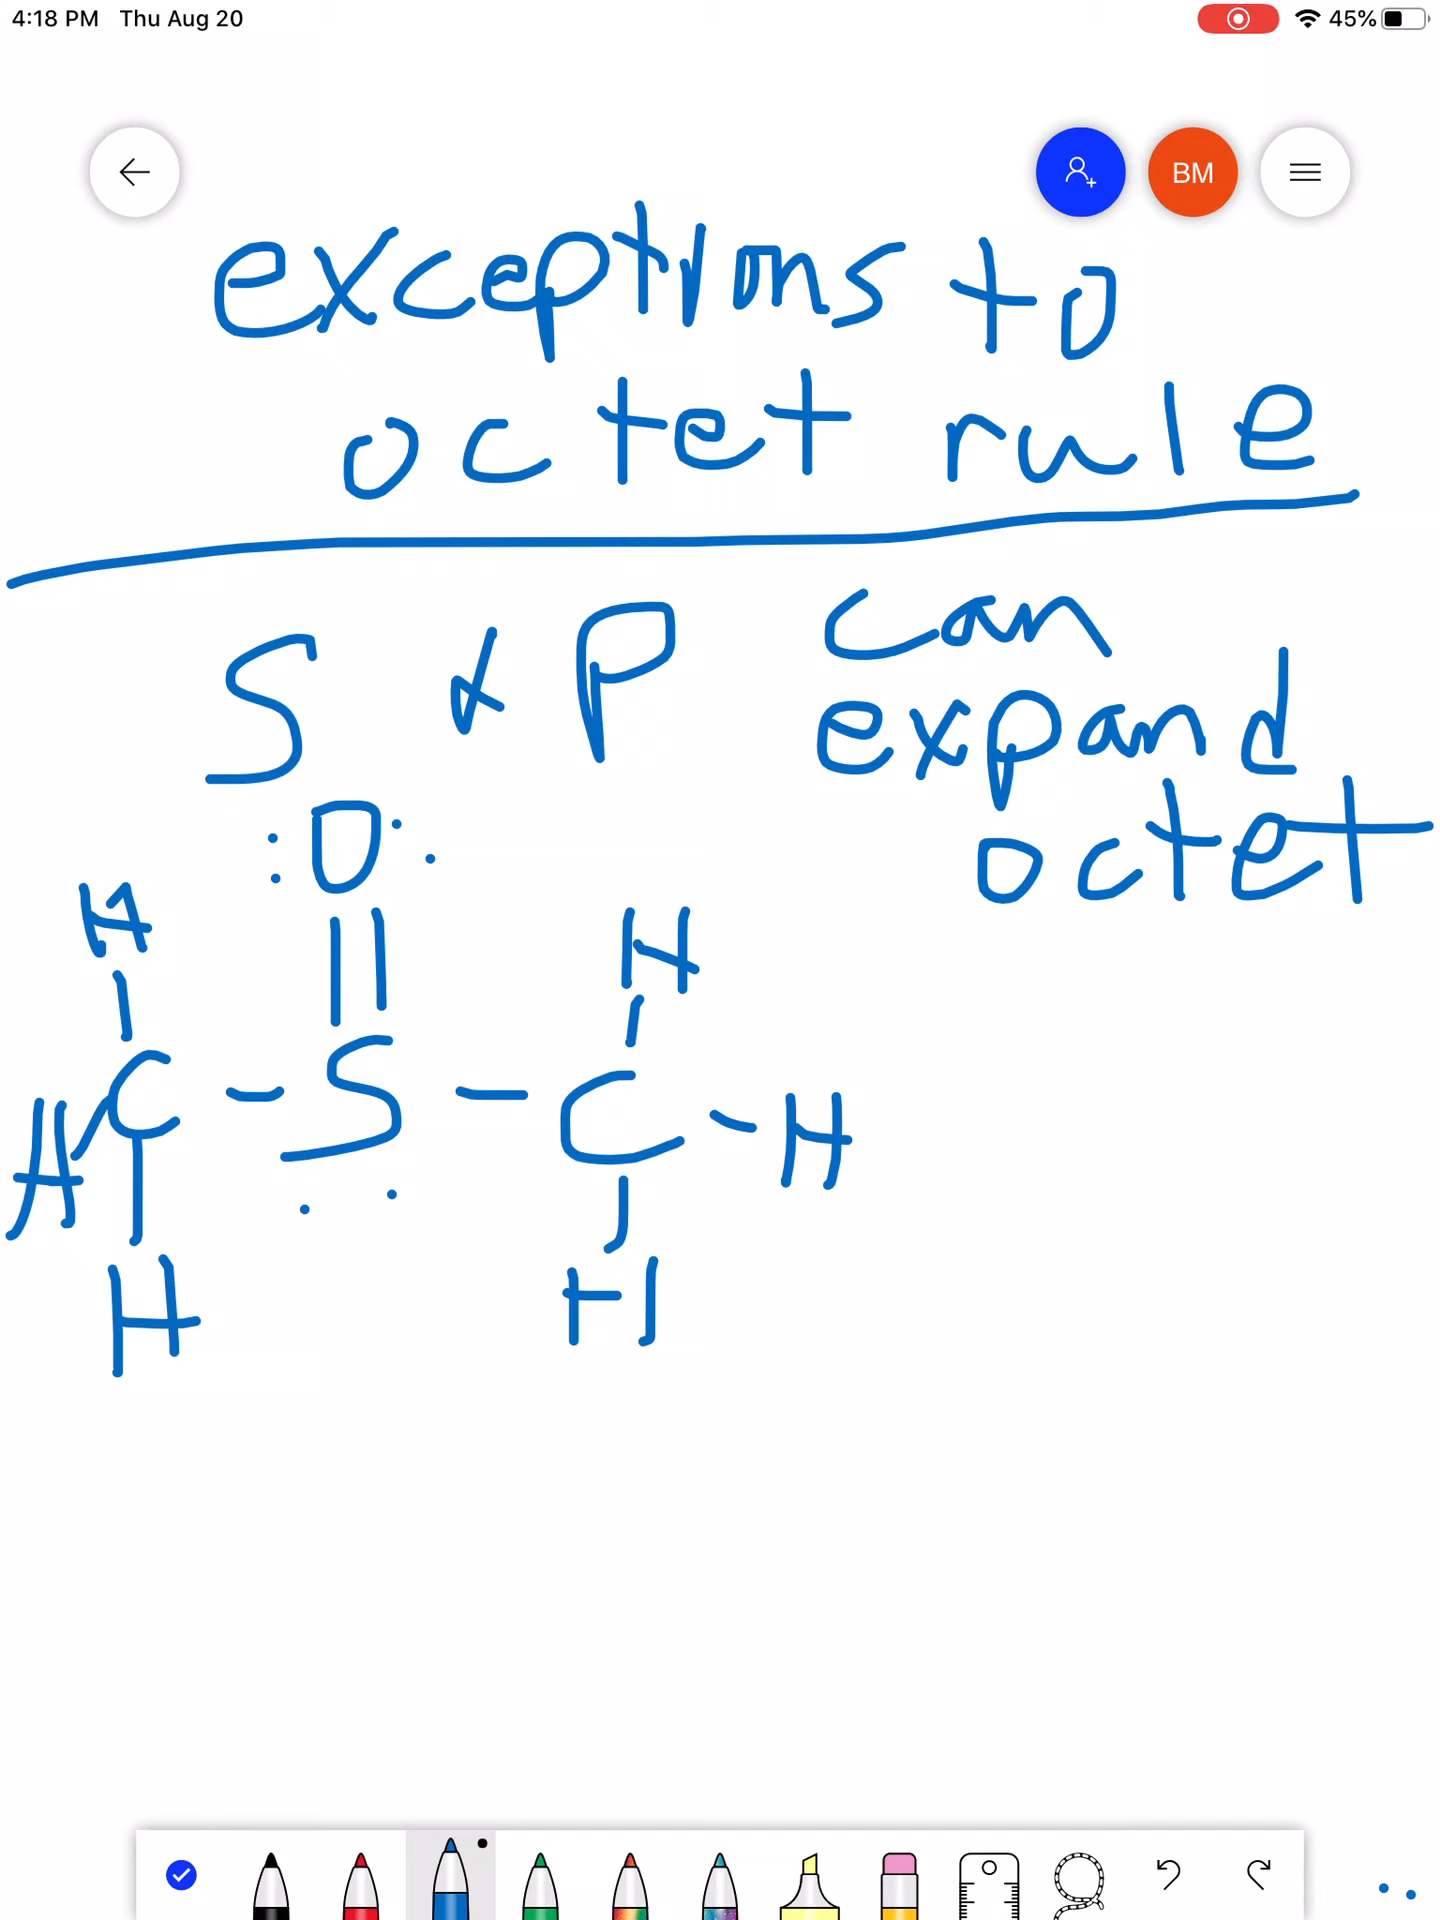 4:18 PM Thu Aug 20
45%
BM
exceptions to
octet rule
S & P can
expand
octet
:O:
H
H
C - S - C - H
H
..
H
H